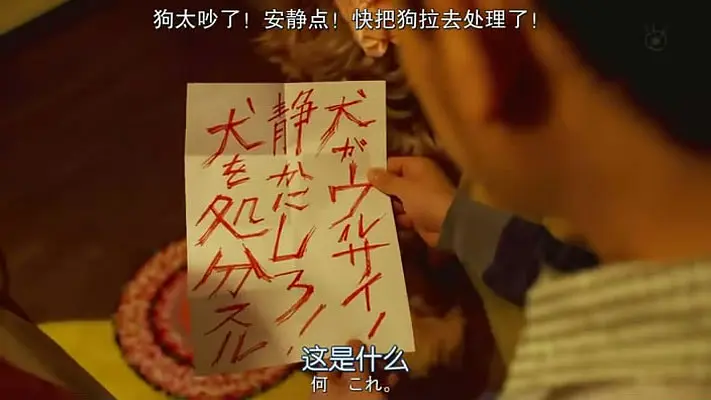 狗太吵了！安静点！快把狗拉去处理了！
犬がウルサイ！
静かにしろ！！
犬を処分スル
这是什么
何　これ。